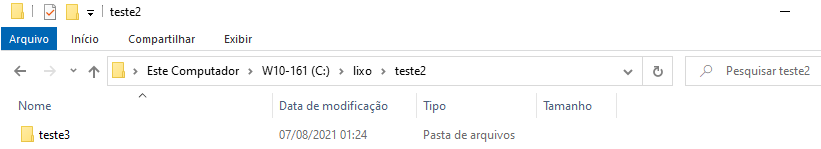 teste2
Arquivo Início Compartilhar Exibir
Este Computador W10-161 (C:) lixo teste2 Pesquisar teste2
Nome Data de modificação Tipo Tamanho
teste3 07/08/2021 01:24 Pasta de arquivos